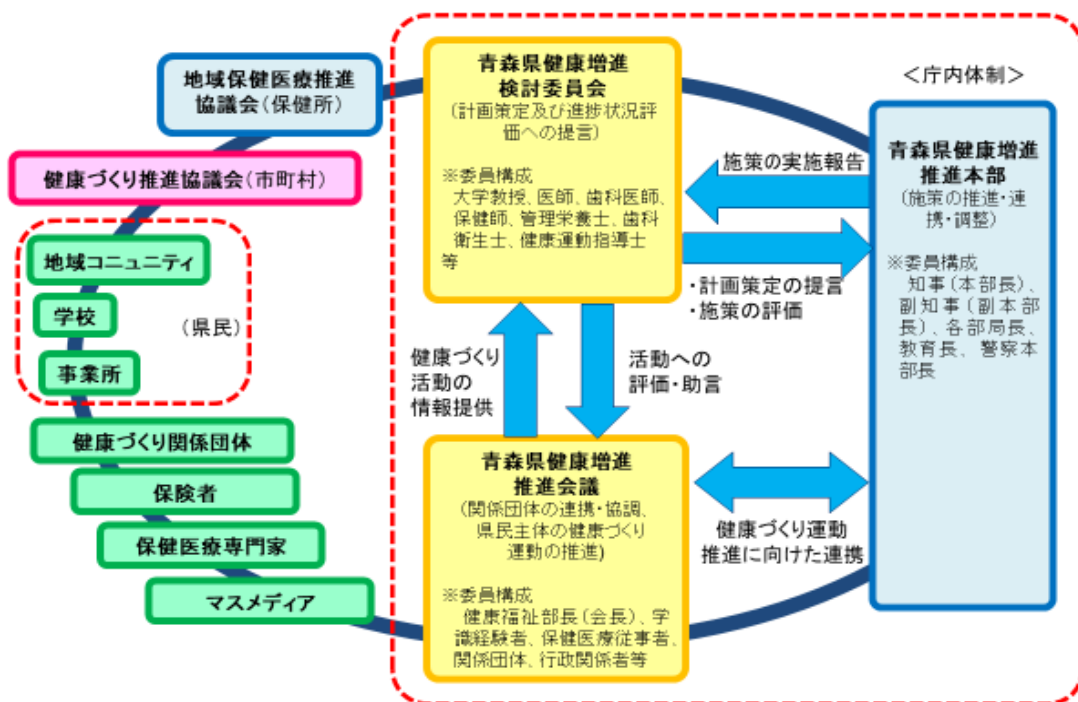 地域保健医療推進
協議会(保健所)
健康づくり推進協議会(市町村)
地域コミュニティ
学校
事業所
(県民)
健康づくり関係団体
保険者
保健医療専門家
マスメディア
青森県健康増進
検討委員会
(計画策定及び進捗状況評
価への提言)
※委員構成
大学教授、医師、歯科医師、
保健師、管理栄養士、歯科
衛生士、健康運動指導士
等
施策の実施報告
・計画策定の提言
・施策の評価
健康づくり
活動の
情報提供
活動への
評価・助言
青森県健康増進
推進会議
(関係団体の連携・協調、
県民主体の健康づくり
運動の推進)
※委員構成
健康福祉部長(会長)、学
識経験者、保健医療従事者、
関係団体、行政関係者等
健康づくり運動
推進に向けた連携
<庁内体制>
青森県健康増進
推進本部
(施策の推進・連
携・調整)
※委員構成
知事(本部長)、
副知事(副本部
長)、各部局長、
教育長、警察本
部長